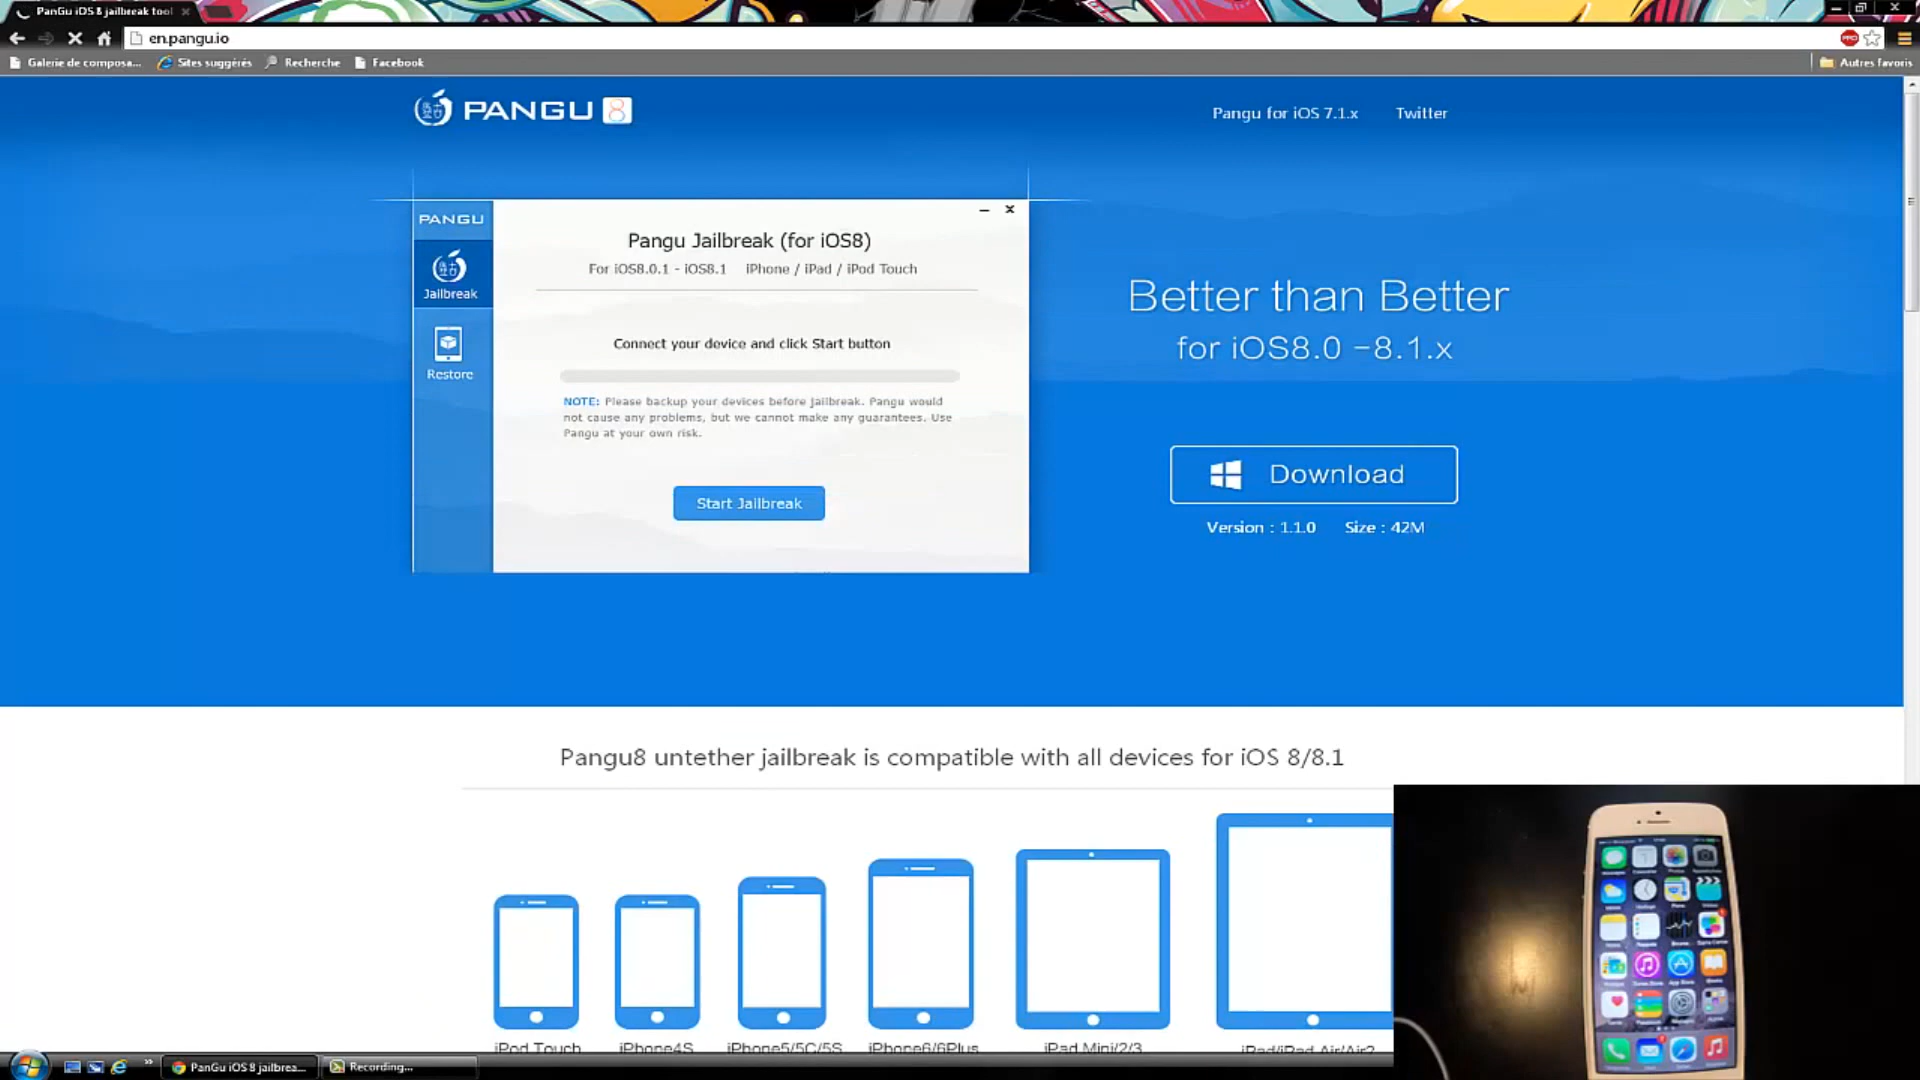 PanGu iOS 8 jailbreak tool
en.pangu.io
Galerie de composa... Sites suggérés Recherche Facebook Autres favoris
PANGU 8
Pangu for iOS 7.1.x Twitter
PANGU
Jailbreak
Restore
Pangu Jailbreak (for iOS8)
For iOS8.0.1 - iOS8.1 iPhone / iPad / iPod Touch
Connect your device and click Start button
NOTE: Please backup your devices before jailbreak. Pangu would
not cause any problems, but we cannot make any guarantees. Use
Pangu at your own risk.
Start Jailbreak
Better than Better
for iOS8.0 -8.1.x
Download
Version : 1.1.0 Size : 42M
Pangu8 untether jailbreak is compatible with all devices for iOS 8/8.1
iPod Touch iPhone4S iPhone5/5C/5S iPhone6/6Plus iPad Mini/2/3 iPad/iPad Air/Air2
PanGu iOS 8 jailbrea... Recording...